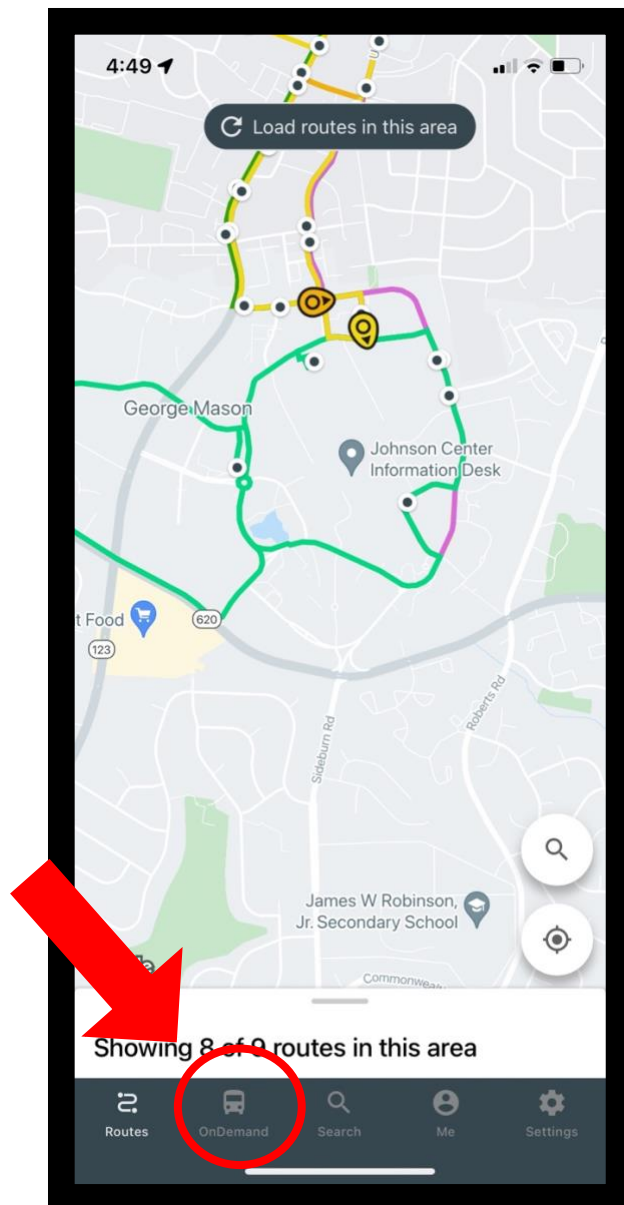 4:49
Load routes in this area
George Mason
Johnson Center
Information Desk
t Food
620
123
Sideburn Rd
Roberts Rd
James W Robinson,
Jr. Secondary School
Showing 8 of 9 routes in this area
Routes
OnDemand
Search
Me
Settings